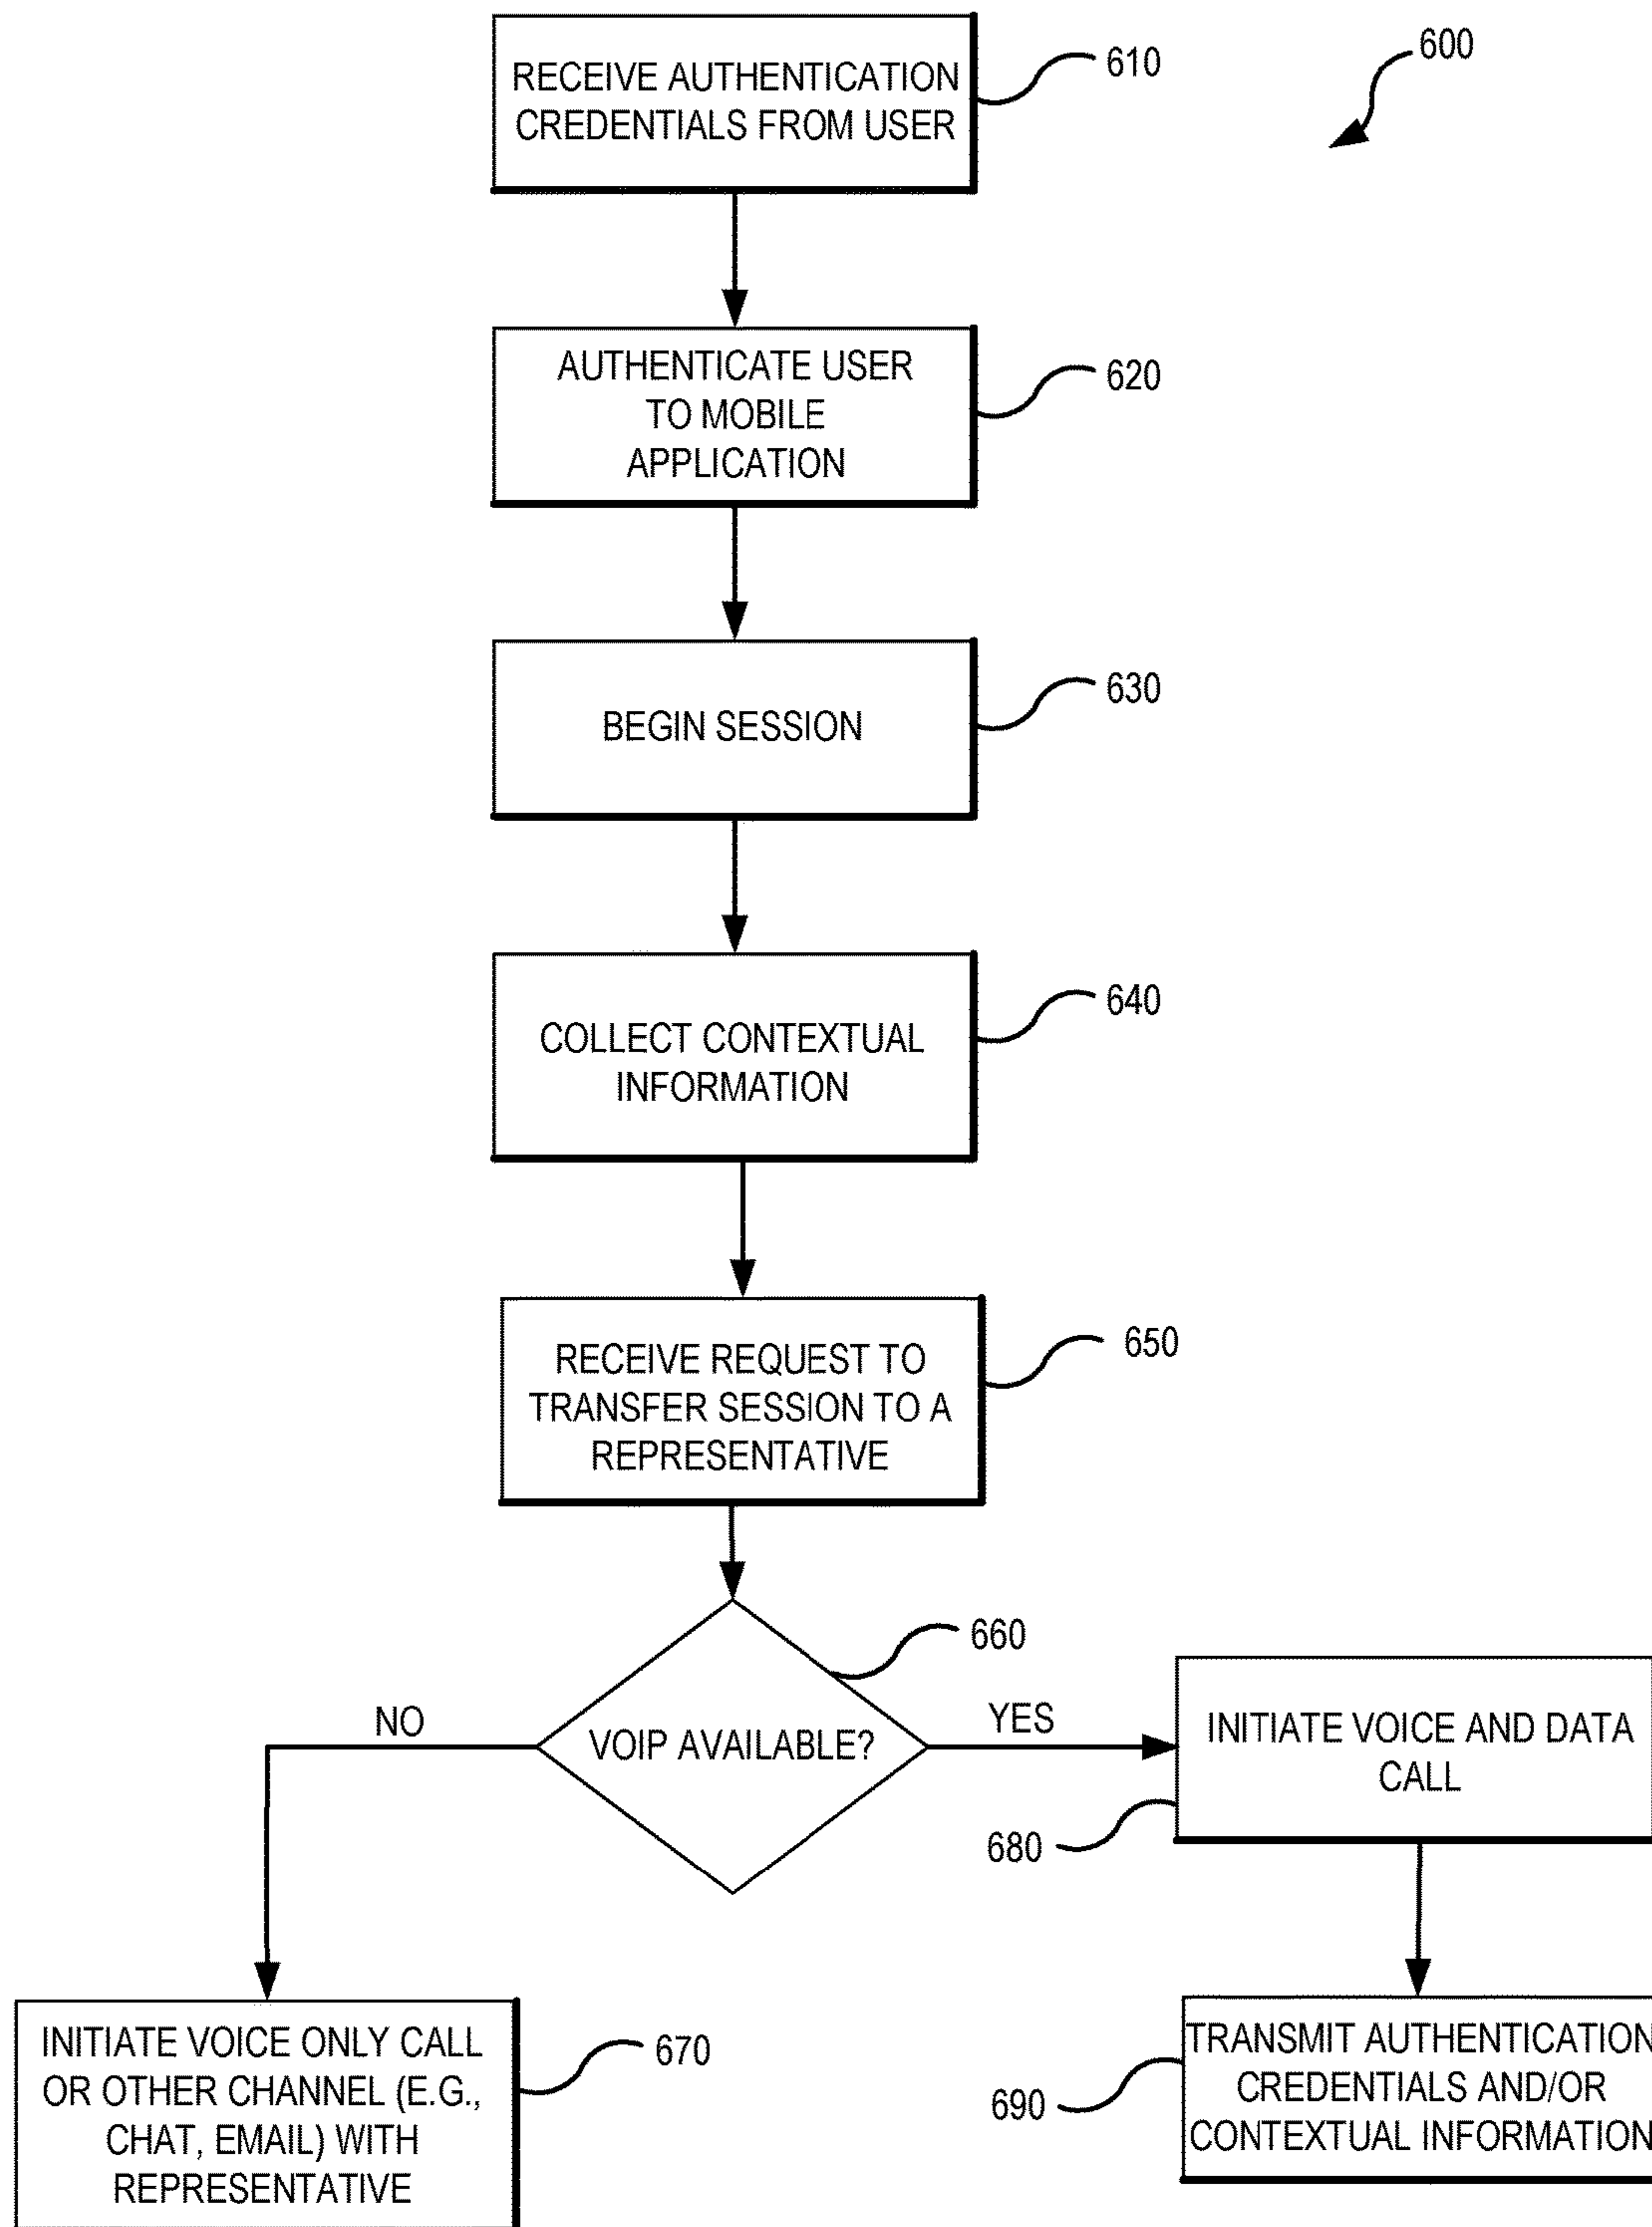 600
RECEIVE AUTHENTICATION
CREDENTIALS FROM USER
610
AUTHENTICATE USER
TO MOBILE
APPLICATION
620
BEGIN SESSION
630
COLLECT CONTEXTUAL
INFORMATION
640
RECEIVE REQUEST TO
TRANSFER SESSION TO A
REPRESENTATIVE
650
VOIP AVAILABLE?
660
NO
YES
INITIATE VOICE AND DATA
CALL
680
INITIATE VOICE ONLY CALL
OR OTHER CHANNEL (E.G.,
CHAT, EMAIL) WITH
REPRESENTATIVE
670
TRANSMIT AUTHENTICATION
CREDENTIALS AND/OR
CONTEXTUAL INFORMATION
690